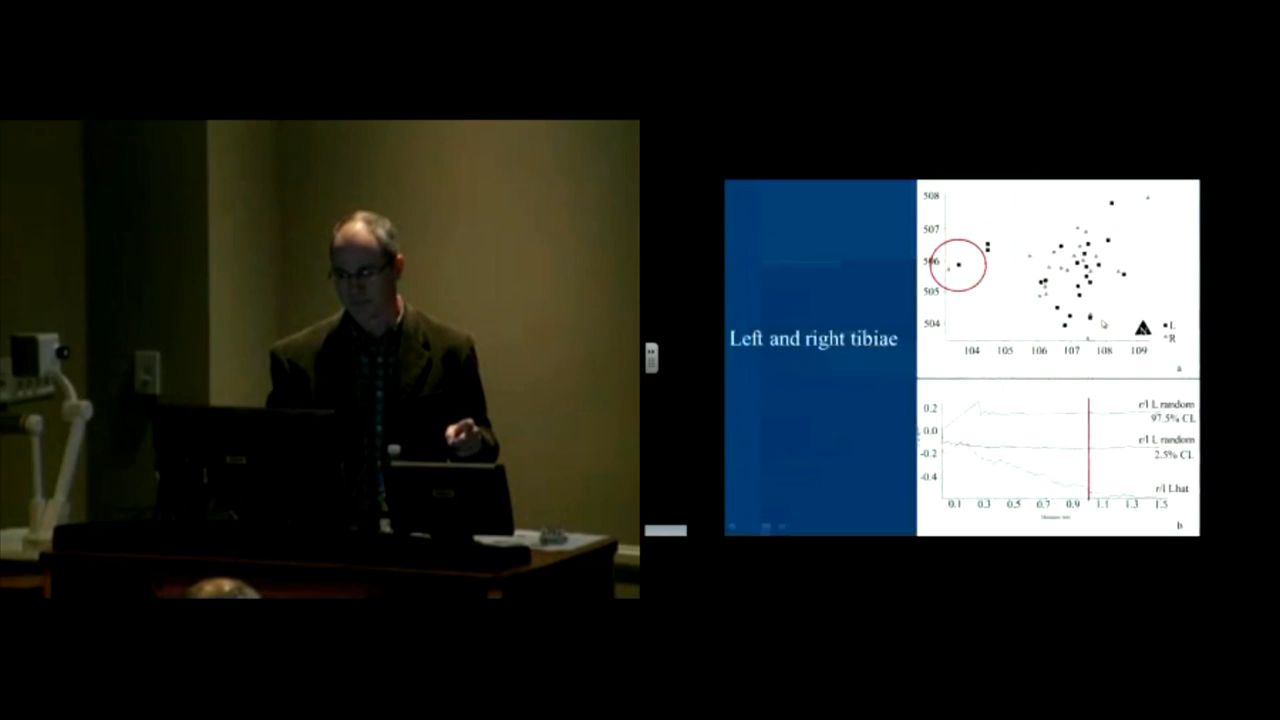 Left and right tibiae
508
507
506
505
504
104 105 106 107 108 109
L
R
a
0.2
0.0
-0.2
-0.4
0.1 0.3 0.5 0.7 0.9 1.1 1.3 1.5
r/l L random
97.5% CL
r/l L random
2.5% CL
r/l Lhat
b